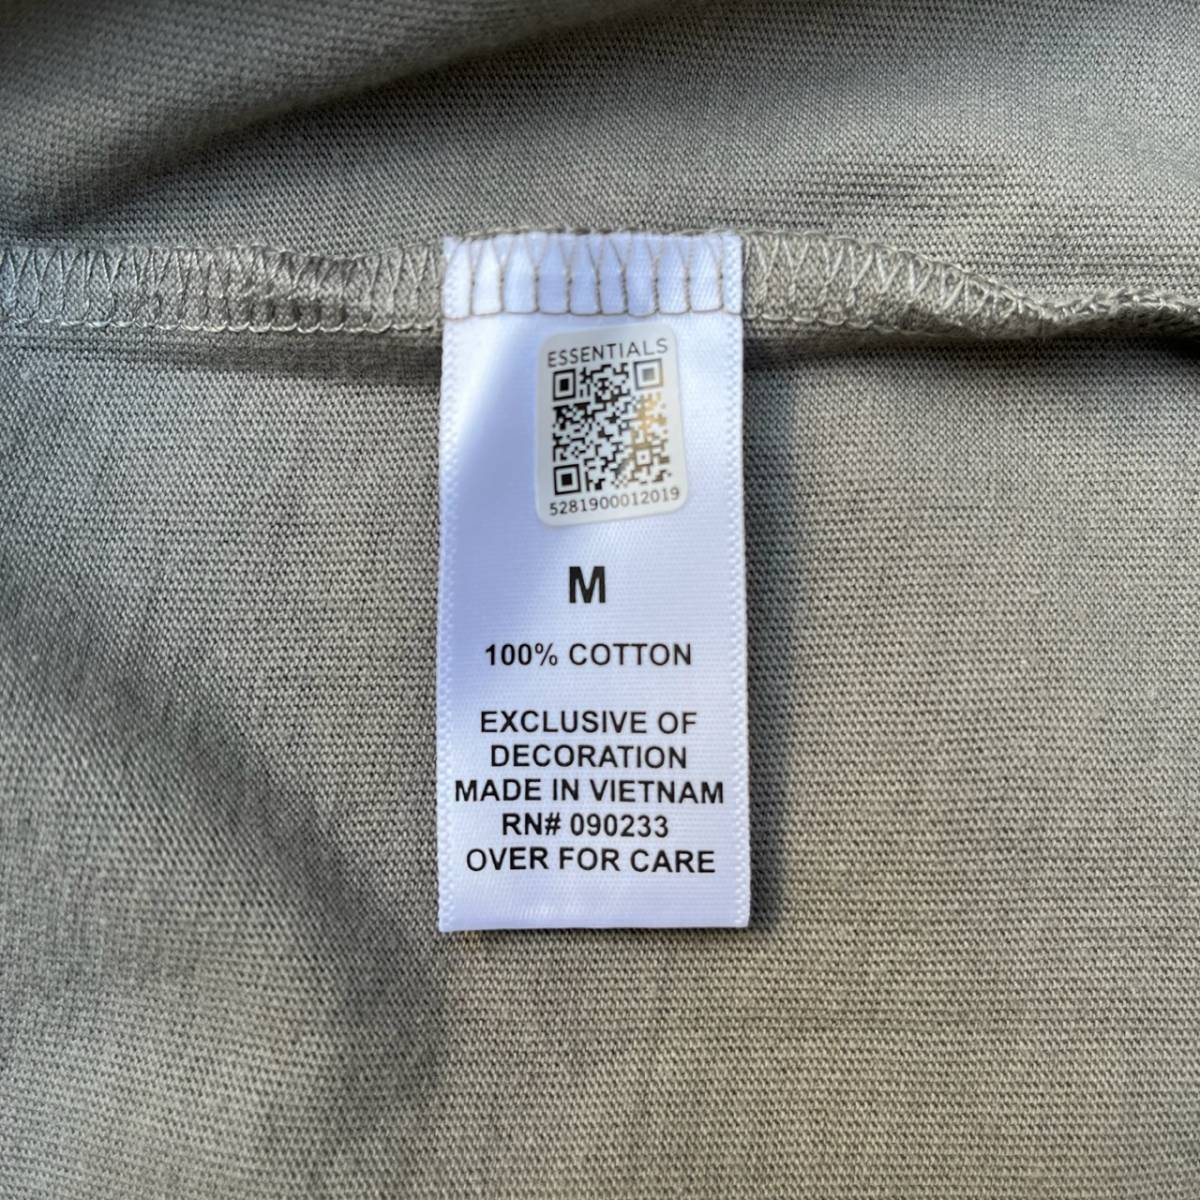 ESSENTIALS
5281900012019
M
100% COTTON
EXCLUSIVE OF
DECORATION
MADE IN VIETNAM
RN# 090233
OVER FOR CARE